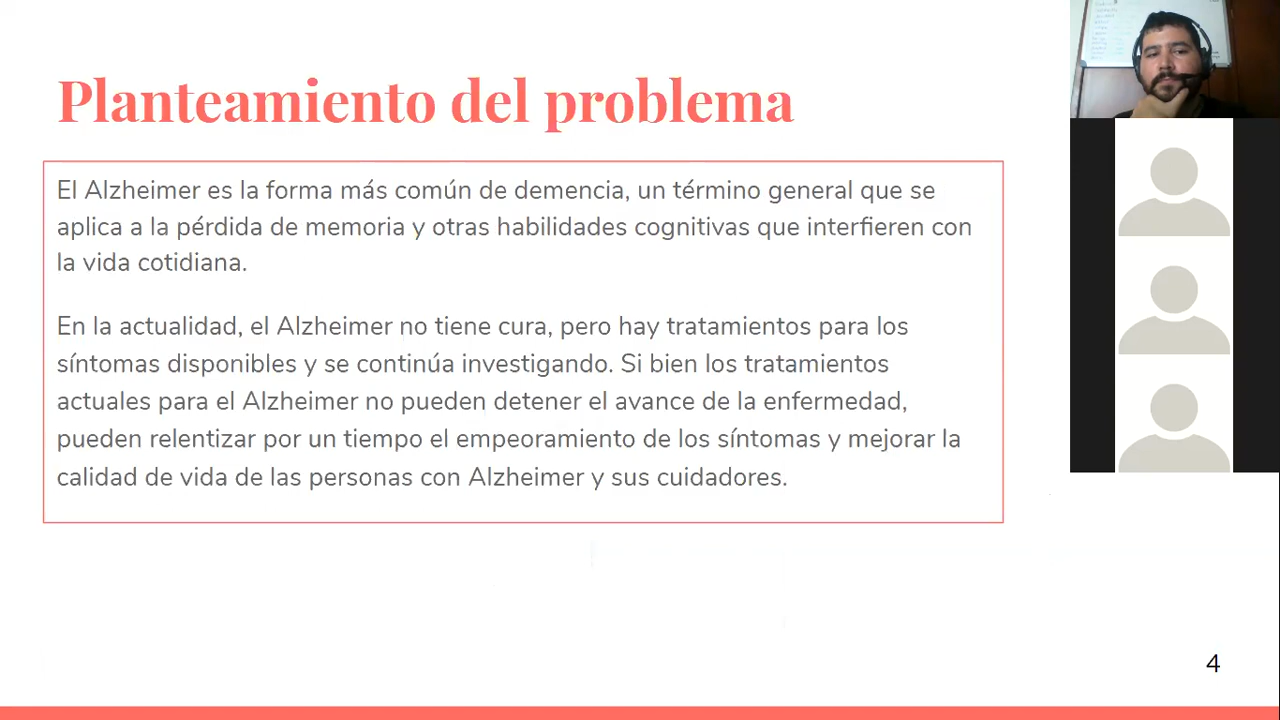 Planteamiento del problema
El Alzheimer es la forma más común de demencia, un término general que se
aplica a la pérdida de memoria y otras habilidades cognitivas que interfieren con
la vida cotidiana.
En la actualidad, el Alzheimer no tiene cura, pero hay tratamientos para los
síntomas disponibles y se continúa investigando. Si bien los tratamientos
actuales para el Alzheimer no pueden detener el avance de la enfermedad,
pueden relentizar por un tiempo el empeoramiento de los síntomas y mejorar la
calidad de vida de las personas con Alzheimer y sus cuidadores.
4